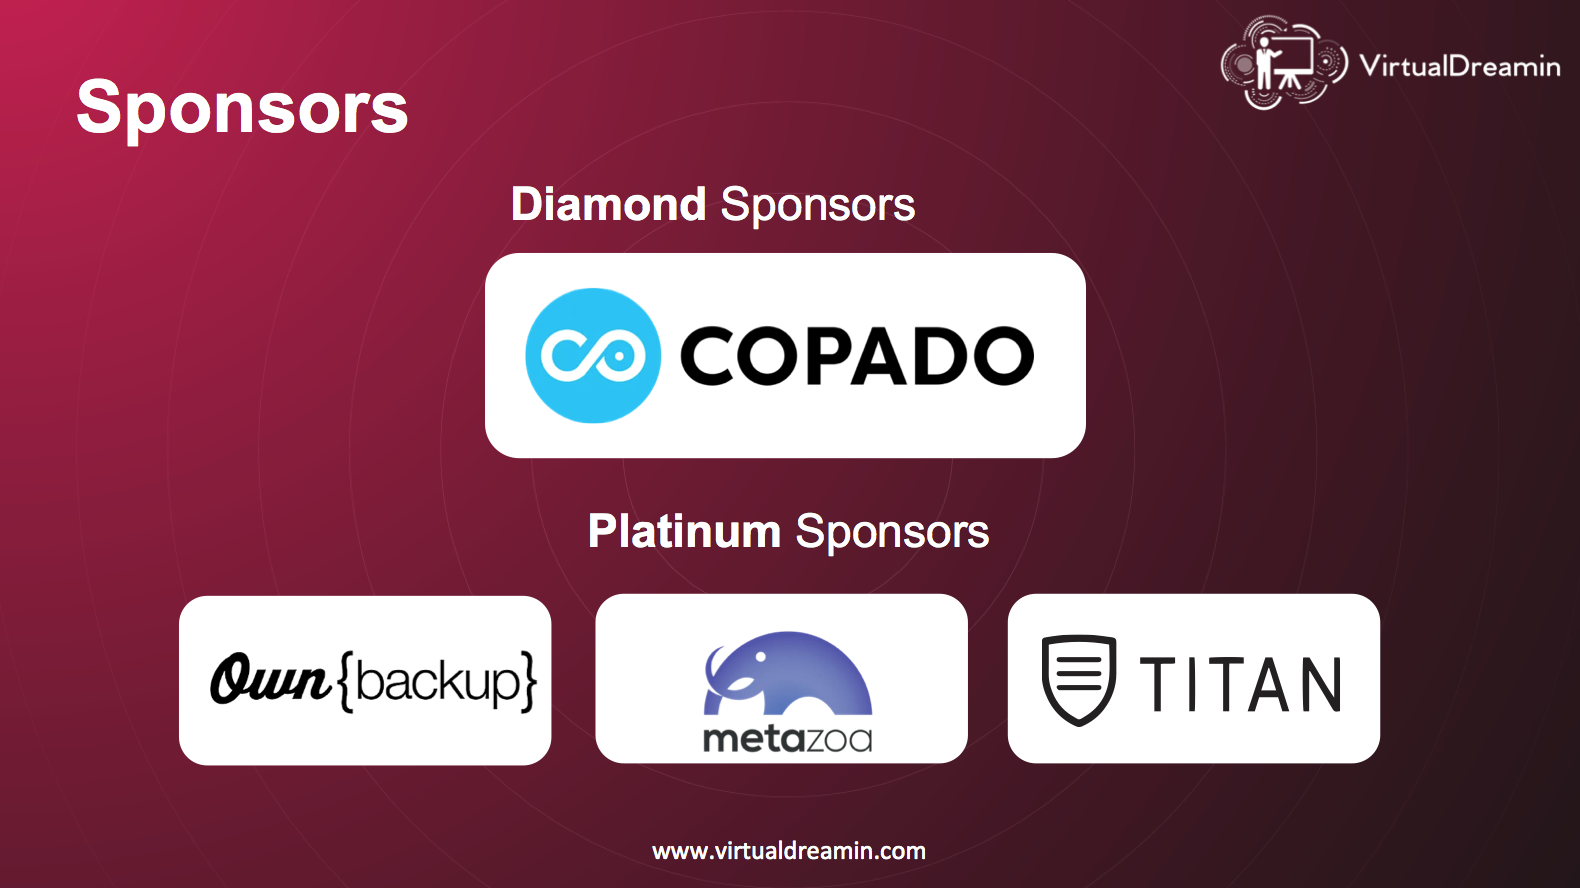 VirtualDreamin
Sponsors
Diamond Sponsors
COPADO
Platinum Sponsors
Own{backup}
metazoa
TITAN
www.virtualdreamin.com